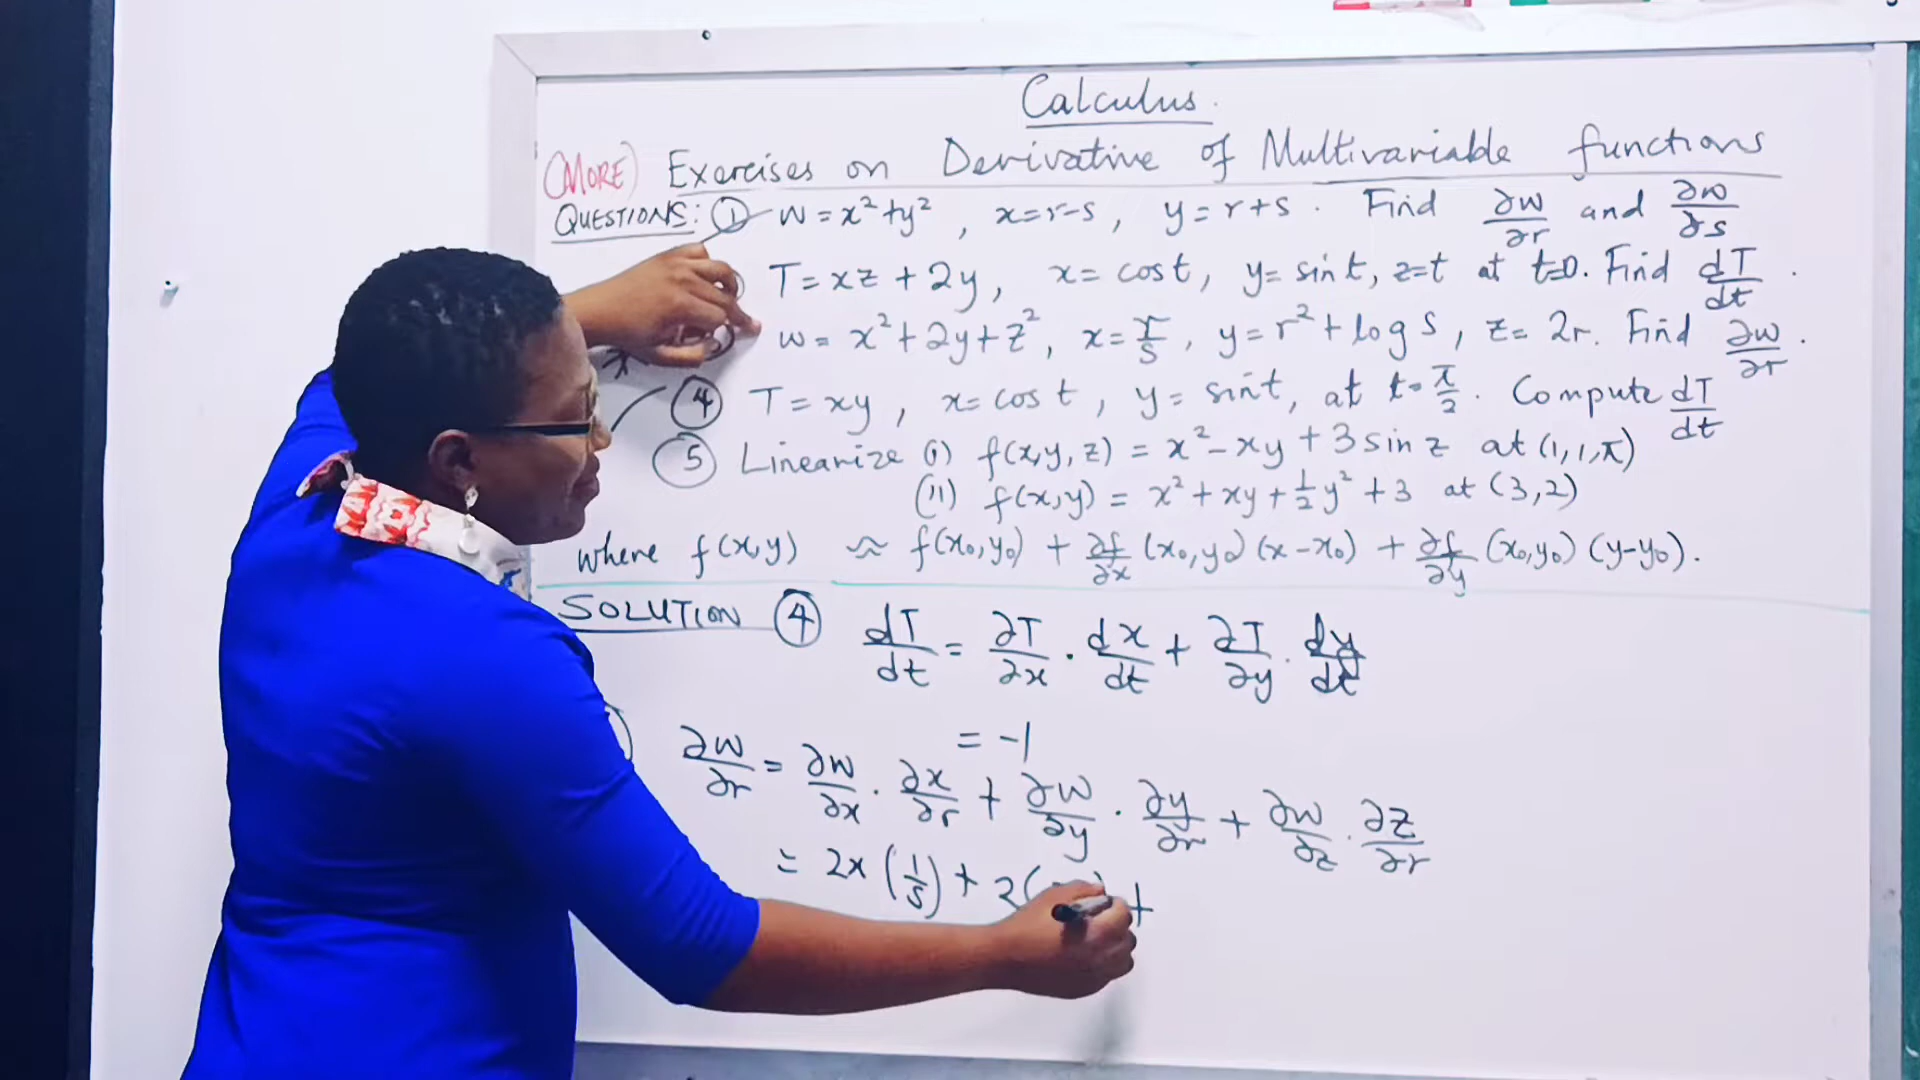 Calculus.
(MORE) Exercises on Derivative of Multivariable functions
QUESTIONS: ① w = x²+y² , x=r-s, y=r+s. Find ∂w/∂r and ∂w/∂s
T = xz + 2y, x = cos t, y = sin t, z=t at t=0. Find dT/dt .
w = x² + 2y + z², x = r/s, y = r² + log s, z = 2r. Find ∂w/∂r .
④ T = xy, x = cos t, y = sin t, at t = π/2. Compute dT/dt
⑤ Linearize (i) f(x,y,z) = x² - xy + 3 sin z at (1,1,π)
(ii) f(x,y) = x² + xy + ½y² + 3 at (3,2)
where f(x,y) ≈ f(x₀,y₀) + ∂f/∂x (x₀,y₀)(x-x₀) + ∂f/∂y (x₀,y₀)(y-y₀).
SOLUTION ④ dT/dt = ∂T/∂x . dx/dt + ∂T/∂y . dy/dt
= -1
∂w/∂r = ∂w/∂x . ∂x/∂r + ∂w/∂y . ∂y/∂r + ∂w/∂z . ∂z/∂r
= 2x (1/s) + 2( ) +